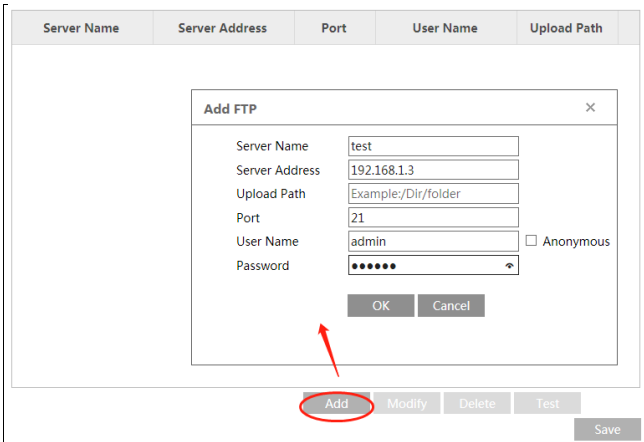 Server Name Server Address Port User Name Upload Path
Add FTP ×
Server Name test
Server Address 192.168.1.3
Upload Path Example:/Dir/folder
Port 21
User Name admin Anonymous
Password ●●●●●●
OK Cancel
Add Modify Delete Test
Save